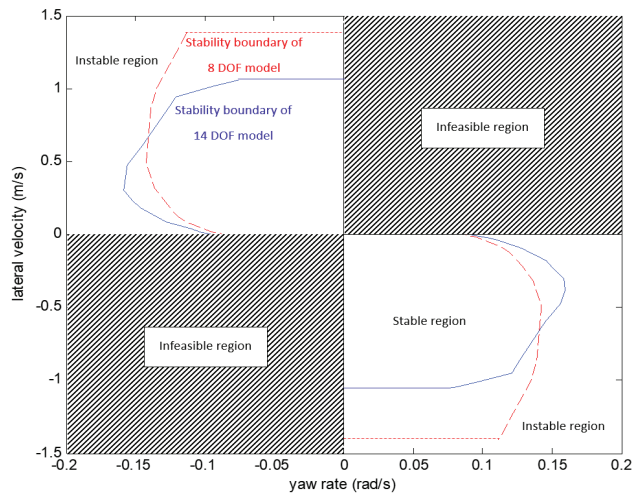 1.5
Instable region
Stability boundary of
8 DOF model
1
Stability boundary of
14 DOF model
Infeasible region
0.5
lateral velocity (m/s)
0
-0.5
Stable region
Infeasible region
-1
Instable region
-1.5
-0.2 -0.15 -0.1 -0.05 0 0.05 0.1 0.15 0.2
yaw rate (rad/s)